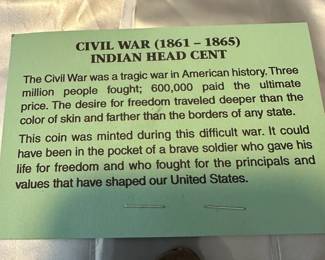 CIVIL WAR (1861 – 1865)
INDIAN HEAD CENT
The Civil War was a tragic war in American history. Three
million people fought; 600,000 paid the ultimate
price. The desire for freedom traveled deeper than the
color of skin and farther than the borders of any state.
This coin was minted during this difficult war. It could
have been in the pocket of a brave soldier who gave his
life for freedom and who fought for the principals and
values that have shaped our United States.